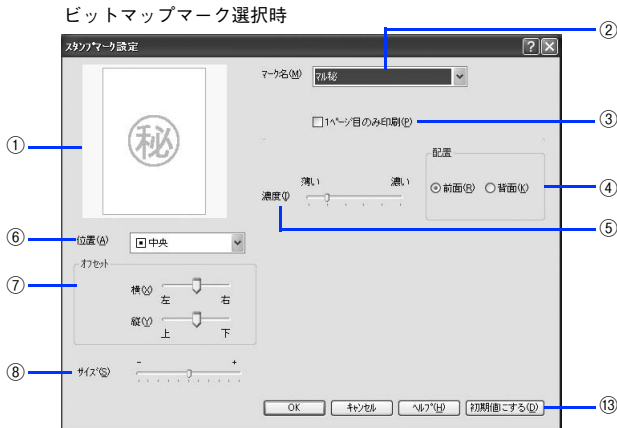 ビットマップマーク選択時
②
スタンプマーク設定
マーク名(M) マル秘
③
□1ページ目のみ印刷(P)
①
秘
配置
薄い 濃い
④
濃度(I)
前面(R) 背面(K)
⑤
⑥
位置(A) 中央
⑦
オフセット
横(X)
左 右
縦(Y)
上 下
⑧
サイズ(S)
- +
OK キャンセル ヘルプ(H) 初期値にする(D)
⑬